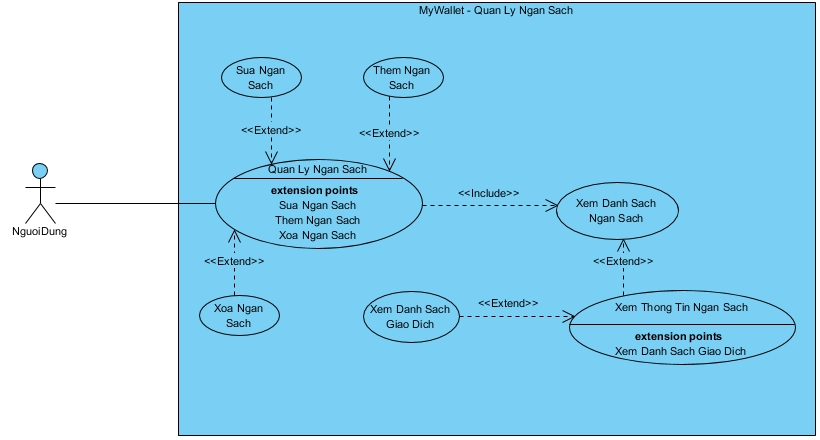 MyWallet - Quan Ly Ngan Sach
Sua Ngan
Sach
Them Ngan
Sach
<<Extend>>
<<Extend>>
Quan Ly Ngan Sach
extension points
Sua Ngan Sach
Them Ngan Sach
Xoa Ngan Sach
<<Include>>
Xem Danh Sach
Ngan Sach
NguoiDung
<<Extend>>
<<Extend>>
Xoa Ngan
Sach
Xem Danh Sach
Giao Dich
<<Extend>>
Xem Thong Tin Ngan Sach
extension points
Xem Danh Sach Giao Dich